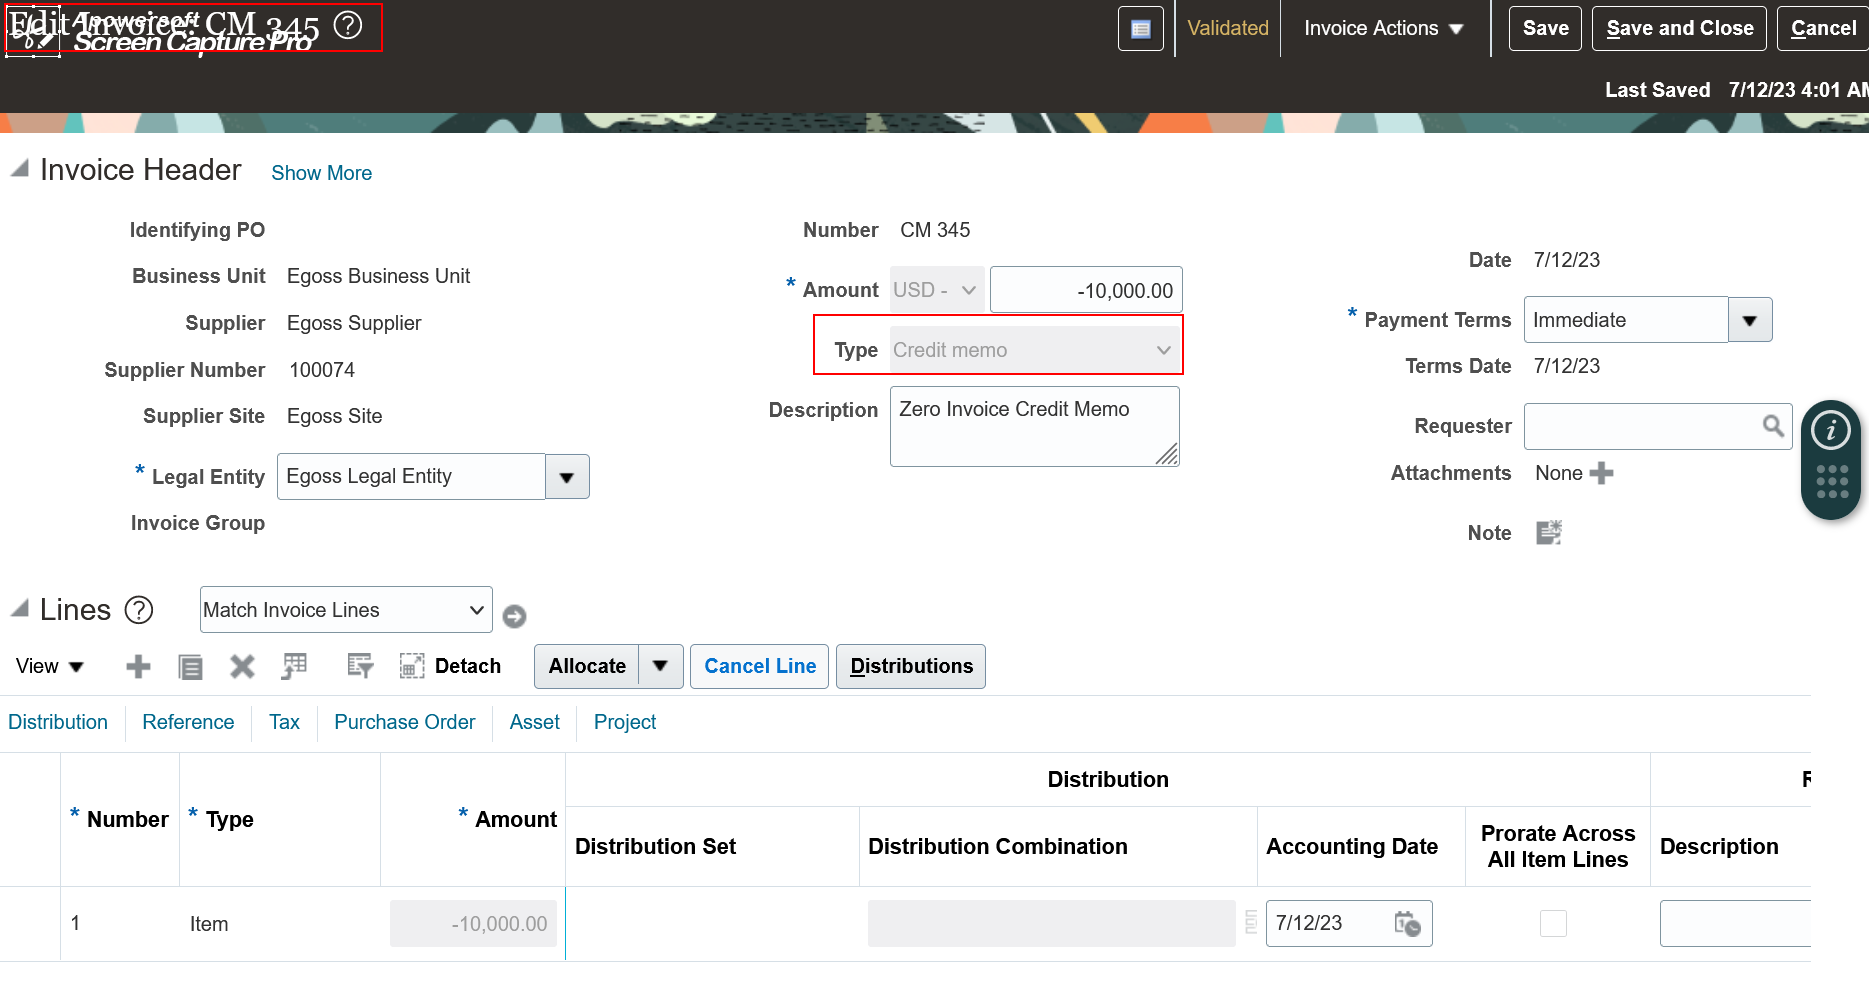 Edit Invoice: CM 345
Apowersoft
Screen Capture Pro
Validated
Invoice Actions
Save
Save and Close
Cancel
Last Saved 7/12/23 4:01 AM
Invoice Header
Show More
Identifying PO
Business Unit Egoss Business Unit
Supplier Egoss Supplier
Supplier Number 100074
Supplier Site Egoss Site
* Legal Entity Egoss Legal Entity
Invoice Group
Number CM 345
* Amount USD - -10,000.00
Type Credit memo
Description Zero Invoice Credit Memo
Date 7/12/23
* Payment Terms Immediate
Terms Date 7/12/23
Requester
Attachments None
Note
Lines
Match Invoice Lines
View
Detach
Allocate
Cancel Line
Distributions
Distribution Reference Tax Purchase Order Asset Project
Distribution
* Number * Type * Amount
Distribution Set Distribution Combination Accounting Date Prorate Across
All Item Lines Description
1 Item -10,000.00 7/12/23